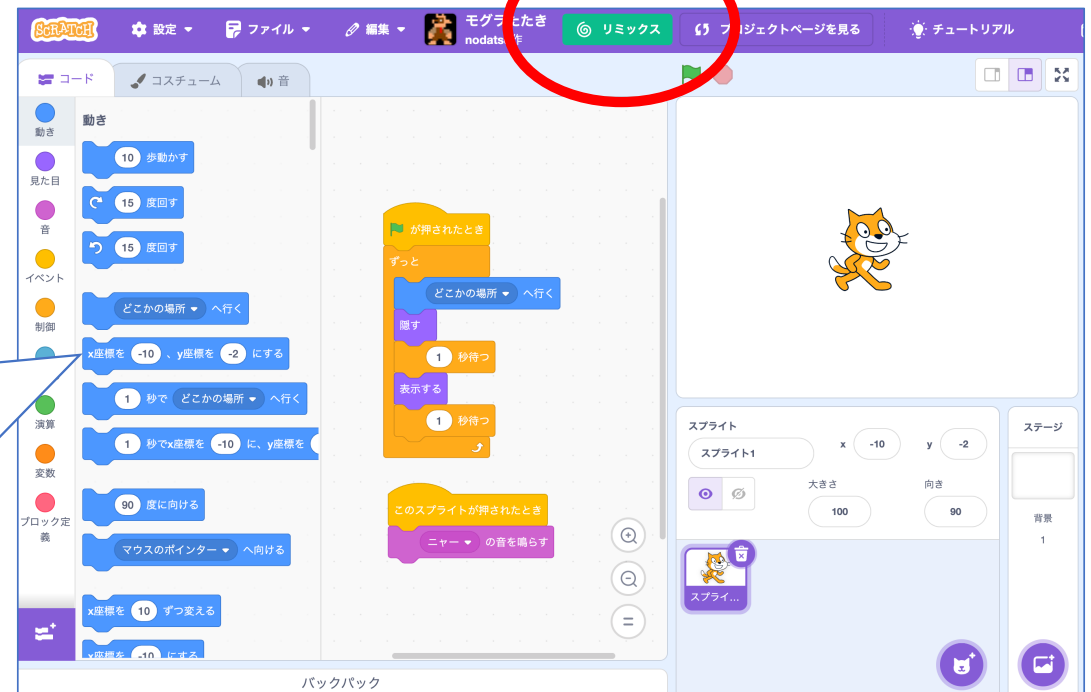 SCRATCH 設定 ファイル 編集 モグラたたき リミックス プロジェクトページを見る チュートリアル
nodats 作
コード コスチューム 音
動き
見た目
音
イベント
制御
演算
変数
ブロック定
義
動き
10 歩動かす
15 度回す
15 度回す
どこかの場所 へ行く
x座標を -10 、y座標を -2 にする
1 秒で どこかの場所 へ行く
1 秒でx座標を -10 に、y座標を
90 度に向ける
マウスのポインター へ向ける
x座標を 10 ずつ変える
x座標を -10 にする
が押されたとき
ずっと
どこかの場所 へ行く
隠す
1 秒待つ
表示する
1 秒待つ
このスプライトが押されたとき
ニャー の音を鳴らす
スプライト
スプライト1 x -10 y -2
大きさ 向き
100 90
スプライ...
ステージ
背景
1
バックパック